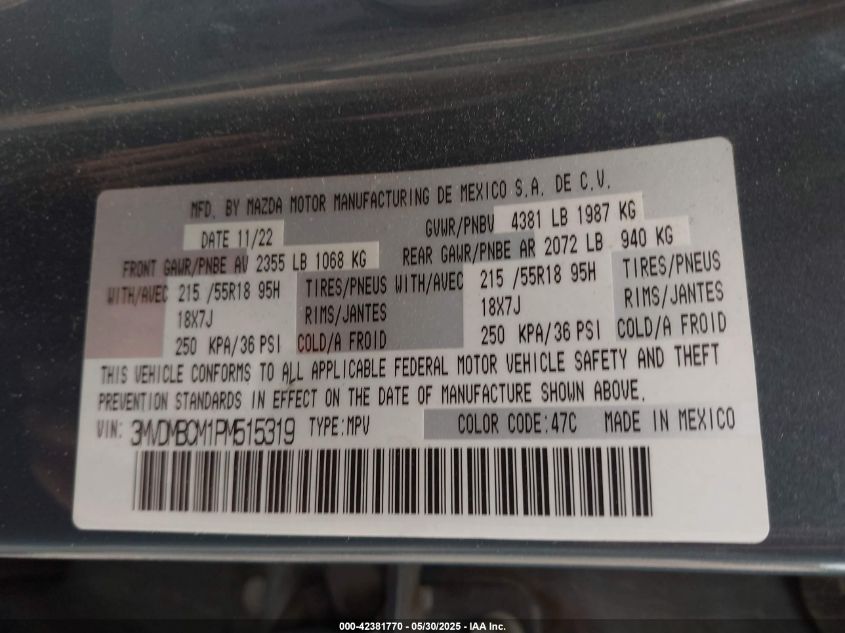 MFD. BY MAZDA MOTOR MANUFACTURING DE MEXICO S.A. DE C.V.
DATE 11/22 GVWR/PNBV 4381 LB 1987 KG
FRONT GAWR/PNBE AV 2355 LB 1068 KG REAR GAWR/PNBE AR 2072 LB 940 KG
WITH/AVEC 215 /55R18 95H TIRES/PNEUS WITH/AVEC 215 /55R18 95H TIRES/PNEUS
18X7J RIMS/JANTES 18X7J RIMS/JANTES
250 KPA/36 PSI COLD/A FROID 250 KPA/36 PSI COLD/A FROID
THIS VEHICLE CONFORMS TO ALL APPLICABLE FEDERAL MOTOR VEHICLE SAFETY AND THEFT
PREVENTION STANDARDS IN EFFECT ON THE DATE OF MANUFACTURE SHOWN ABOVE.
VIN: 3MVDMBCM1PM515319 TYPE:MPV COLOR CODE:47C MADE IN MEXICO
000-42381770 - 05/30/2025 - IAA Inc.